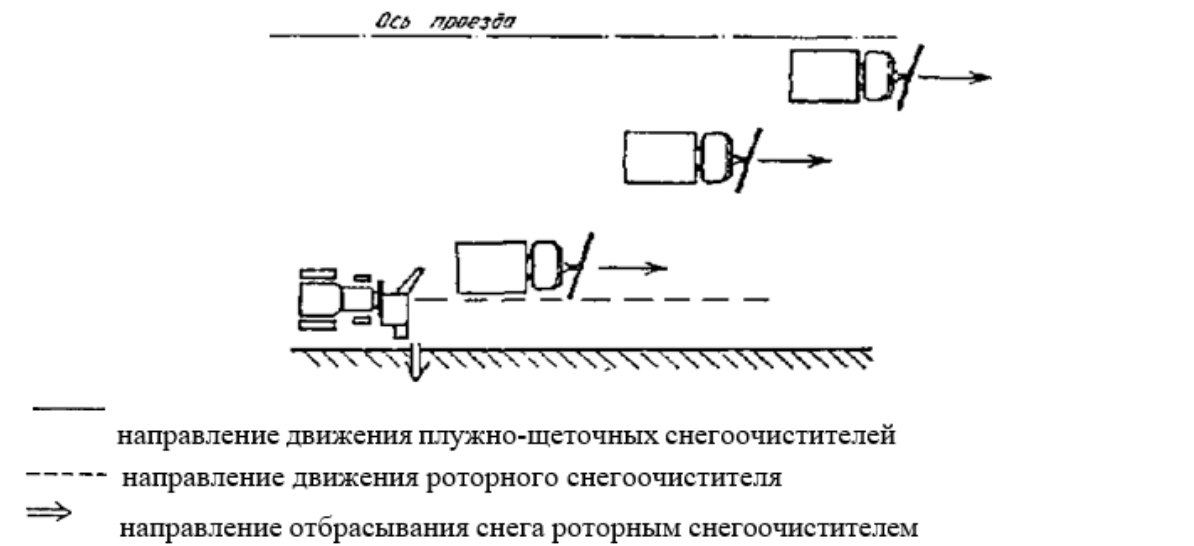 Ось проезда
направление движения плужно-щеточных снегоочистителей
направление движения роторного снегоочистителя
направление отбрасывания снега роторным снегоочистителем